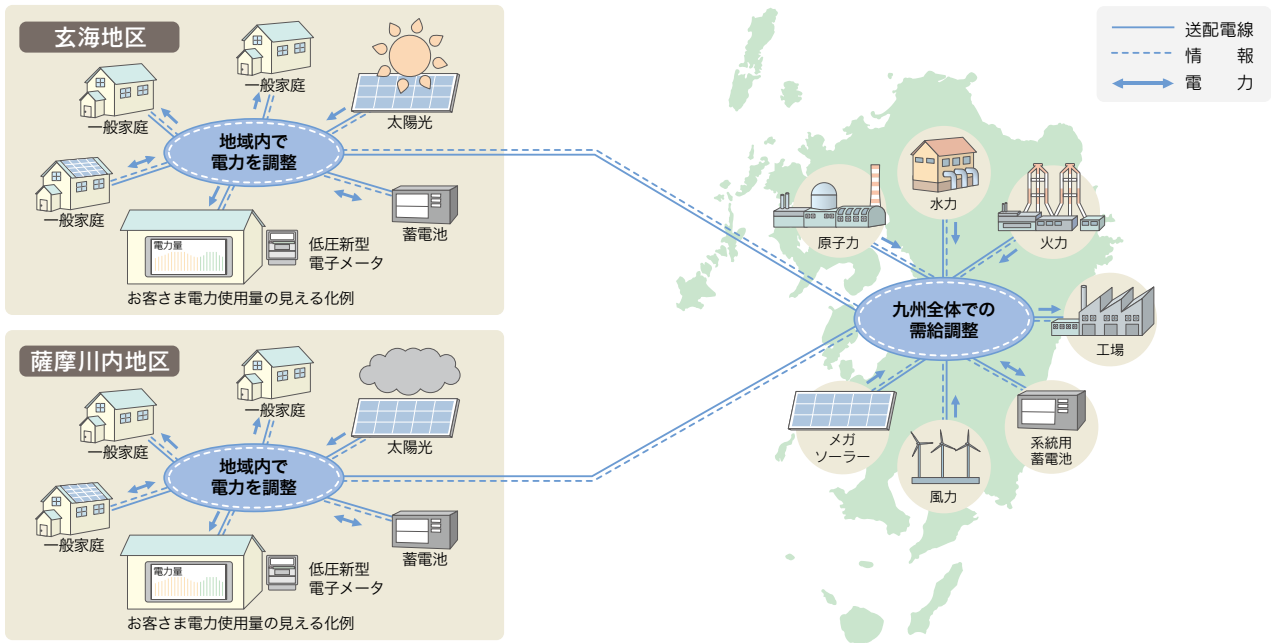 玄海地区
一般家庭
一般家庭
太陽光
地域内で
電力を調整
一般家庭
蓄電池
電力量
低圧新型
電子メータ
お客さま電力使用量の見える化例
薩摩川内地区
一般家庭
一般家庭
太陽光
地域内で
電力を調整
一般家庭
蓄電池
電力量
低圧新型
電子メータ
お客さま電力使用量の見える化例
送配電線
情　報
電　力
水力
原子力
火力
九州全体での
需給調整
工場
メガ
ソーラー
風力
系統用
蓄電池